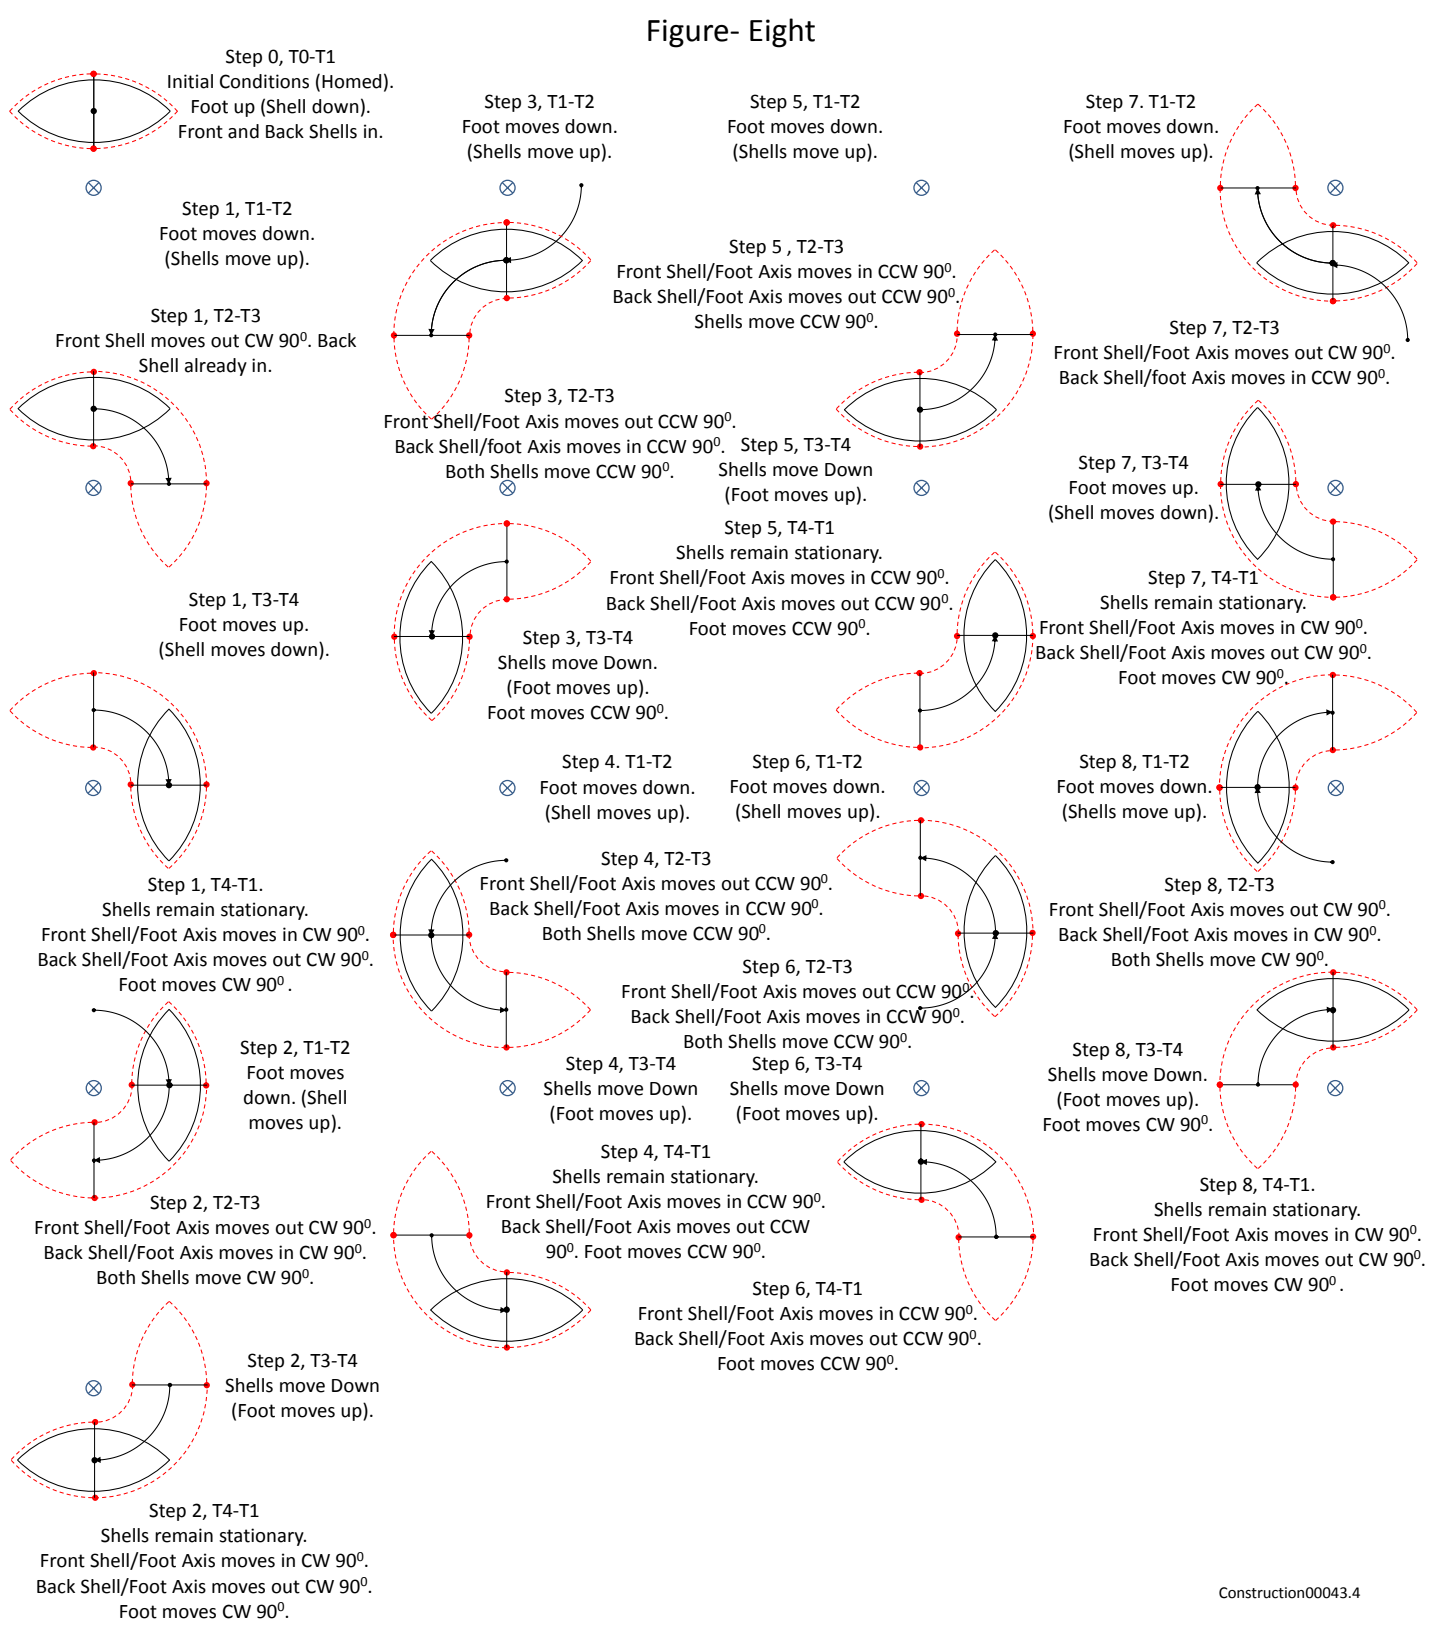 Figure- Eight
Step 0, T0-T1
Initial Conditions (Homed).
Foot up (Shell down).
Front and Back Shells in.
Step 1, T1-T2
Foot moves down.
(Shells move up).
Step 1, T2-T3
Front Shell moves out CW 90⁰. Back
Shell already in.
Step 1, T3-T4
Foot moves up.
(Shell moves down).
Step 1, T4-T1.
Shells remain stationary.
Front Shell/Foot Axis moves in CW 90⁰.
Back Shell/Foot Axis moves out CW 90⁰.
Foot moves CW 90⁰ .
Step 2, T1-T2
Foot moves
down. (Shell
moves up).
Step 2, T2-T3
Front Shell/Foot Axis moves out CW 90⁰.
Back Shell/Foot Axis moves in CW 90⁰.
Both Shells move CW 90⁰.
Step 2, T3-T4
Shells move Down
(Foot moves up).
Step 2, T4-T1
Shells remain stationary.
Front Shell/Foot Axis moves in CW 90⁰.
Back Shell/Foot Axis moves out CW 90⁰.
Foot moves CW 90⁰.
Step 3, T1-T2
Foot moves down.
(Shells move up).
Step 3, T2-T3
Front Shell/Foot Axis moves out CCW 90⁰.
Back Shell/foot Axis moves in CCW 90⁰.
Both Shells move CCW 90⁰.
Step 3, T3-T4
Shells move Down.
(Foot moves up).
Foot moves CCW 90⁰.
Step 4. T1-T2
Foot moves down.
(Shell moves up).
Step 4, T2-T3
Front Shell/Foot Axis moves out CCW 90⁰.
Back Shell/Foot Axis moves in CCW 90⁰.
Both Shells move CCW 90⁰.
Step 4, T3-T4
Shells move Down
(Foot moves up).
Step 4, T4-T1
Shells remain stationary.
Front Shell/Foot Axis moves in CCW 90⁰.
Back Shell/Foot Axis moves out CCW
90⁰. Foot moves CCW 90⁰.
Step 5, T1-T2
Foot moves down.
(Shells move up).
Step 5 , T2-T3
Front Shell/Foot Axis moves in CCW 90⁰.
Back Shell/Foot Axis moves out CCW 90⁰.
Shells move CCW 90⁰.
Step 5, T3-T4
Shells move Down
(Foot moves up).
Step 5, T4-T1
Shells remain stationary.
Front Shell/Foot Axis moves in CCW 90⁰.
Back Shell/Foot Axis moves out CCW 90⁰.
Foot moves CCW 90⁰.
Step 6, T1-T2
Foot moves down.
(Shell moves up).
Step 6, T2-T3
Front Shell/Foot Axis moves out CCW 90⁰.
Back Shell/Foot Axis moves in CCW 90⁰.
Both Shells move CCW 90⁰.
Step 6, T3-T4
Shells move Down
(Foot moves up).
Step 6, T4-T1
Front Shell/Foot Axis moves in CCW 90⁰.
Back Shell/Foot Axis moves out CCW 90⁰.
Foot moves CCW 90⁰.
Step 7. T1-T2
Foot moves down.
(Shell moves up).
Step 7, T2-T3
Front Shell/Foot Axis moves out CW 90⁰.
Back Shell/foot Axis moves in CCW 90⁰.
Step 7, T3-T4
Foot moves up.
(Shell moves down).
Step 7, T4-T1
Shells remain stationary.
Front Shell/Foot Axis moves in CW 90⁰.
Back Shell/Foot Axis moves out CW 90⁰.
Foot moves CW 90⁰.
Step 8, T1-T2
Foot moves down.
(Shells move up).
Step 8, T2-T3
Front Shell/Foot Axis moves out CW 90⁰.
Back Shell/Foot Axis moves in CW 90⁰.
Both Shells move CW 90⁰.
Step 8, T3-T4
Shells move Down.
(Foot moves up).
Foot moves CW 90⁰.
Step 8, T4-T1.
Shells remain stationary.
Front Shell/Foot Axis moves in CW 90⁰.
Back Shell/Foot Axis moves out CW 90⁰.
Foot moves CW 90⁰ .
Construction00043.4